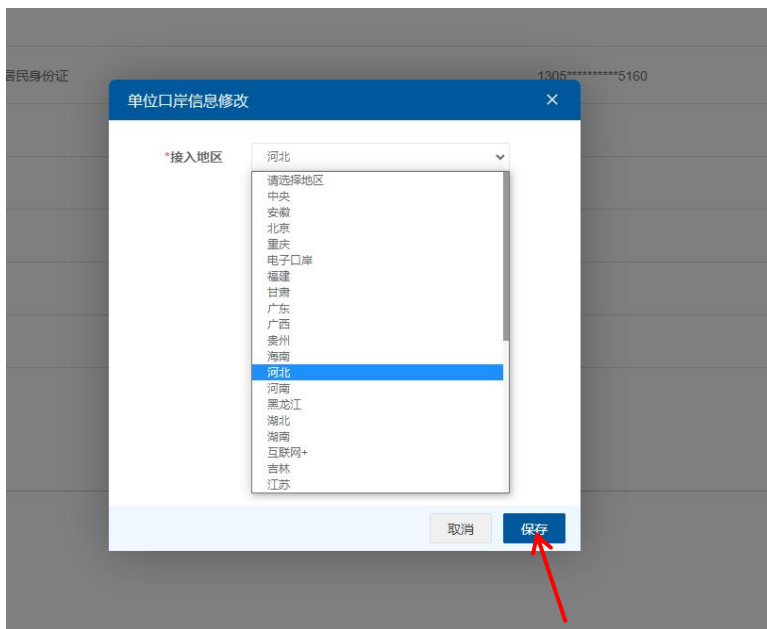 居民身份证 1305**********5160
单位口岸信息修改 ×
*接入地区 河北
请选择地区
中央
安徽
北京
重庆
电子口岸
福建
甘肃
广东
广西
贵州
海南
河北
河南
黑龙江
湖北
湖南
互联网+
吉林
江苏
取消 保存